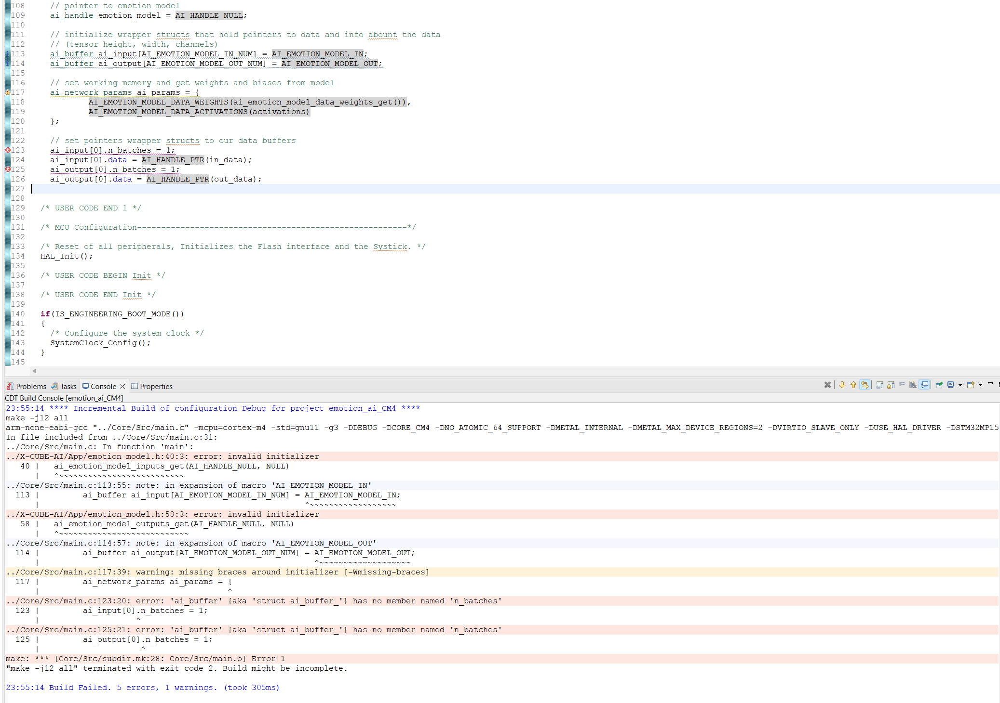 108 // pointer to emotion model
109 ai_handle emotion_model = AI_HANDLE_NULL;
110
111 // initialize wrapper structs that hold pointers to data and info abount the data
112 // (tensor height, width, channels)
113 ai_buffer ai_input[AI_EMOTION_MODEL_IN_NUM] = AI_EMOTION_MODEL_IN;
114 ai_buffer ai_output[AI_EMOTION_MODEL_OUT_NUM] = AI_EMOTION_MODEL_OUT;
115
116 // set working memory and get weights and biases from model
117 ai_network_params ai_params = {
118 AI_EMOTION_MODEL_DATA_WEIGHTS(ai_emotion_model_data_weights_get()),
119 AI_EMOTION_MODEL_DATA_ACTIVATIONS(activations)
120 };
121
122 // set pointers wrapper structs to our data buffers
123 ai_input[0].n_batches = 1;
124 ai_input[0].data = AI_HANDLE_PTR(in_data);
125 ai_output[0].n_batches = 1;
126 ai_output[0].data = AI_HANDLE_PTR(out_data);
127
128
129 /* USER CODE END 1 */
130
131 /* MCU Configuration--------------------------------------------------------*/
132
133 /* Reset of all peripherals, Initializes the Flash interface and the Systick. */
134 HAL_Init();
135
136 /* USER CODE BEGIN Init */
137
138 /* USER CODE END Init */
139
140 if(IS_ENGINEERING_BOOT_MODE())
141 {
142 /* Configure the system clock */
143 SystemClock_Config();
144 }
145
Problems Tasks Console Properties
CDT Build Console [emotion_ai_CM4]
23:55:14 **** Incremental Build of configuration Debug for project emotion_ai_CM4 ****
make -j12 all
arm-none-eabi-gcc "../Core/Src/main.c" -mcpu=cortex-m4 -std=gnu11 -g3 -DDEBUG -DCORE_CM4 -DNO_ATOMIC_64_SUPPORT -DMETAL_INTERNAL -DMETAL_MAX_DEVICE_REGIONS=2 -DVIRTIO_SLAVE_ONLY -DUSE_HAL_DRIVER -DSTM32MP15
In file included from ../Core/Src/main.c:31:
../Core/Src/main.c: In function 'main':
../X-CUBE-AI/App/emotion_model.h:40:3: error: invalid initializer
40 | ai_emotion_model_inputs_get(AI_HANDLE_NULL, NULL)
| ^~~~~~~~~~~~~~~~~~~~~~~~~~~
../Core/Src/main.c:113:55: note: in expansion of macro 'AI_EMOTION_MODEL_IN'
113 | ai_buffer ai_input[AI_EMOTION_MODEL_IN_NUM] = AI_EMOTION_MODEL_IN;
| ^~~~~~~~~~~~~~~~~~~
../X-CUBE-AI/App/emotion_model.h:58:3: error: invalid initializer
58 | ai_emotion_model_outputs_get(AI_HANDLE_NULL, NULL)
| ^~~~~~~~~~~~~~~~~~~~~~~~~~~~
../Core/Src/main.c:114:57: note: in expansion of macro 'AI_EMOTION_MODEL_OUT'
114 | ai_buffer ai_output[AI_EMOTION_MODEL_OUT_NUM] = AI_EMOTION_MODEL_OUT;
| ^~~~~~~~~~~~~~~~~~~~
../Core/Src/main.c:117:39: warning: missing braces around initializer [-Wmissing-braces]
117 | ai_network_params ai_params = {
| ^
../Core/Src/main.c:123:20: error: 'ai_buffer' {aka 'struct ai_buffer_'} has no member named 'n_batches'
123 | ai_input[0].n_batches = 1;
| ^
../Core/Src/main.c:125:21: error: 'ai_buffer' {aka 'struct ai_buffer_'} has no member named 'n_batches'
125 | ai_output[0].n_batches = 1;
| ^
make: *** [Core/Src/subdir.mk:28: Core/Src/main.o] Error 1
"make -j12 all" terminated with exit code 2. Build might be incomplete.
23:55:14 Build Failed. 5 errors, 1 warnings. (took 305ms)